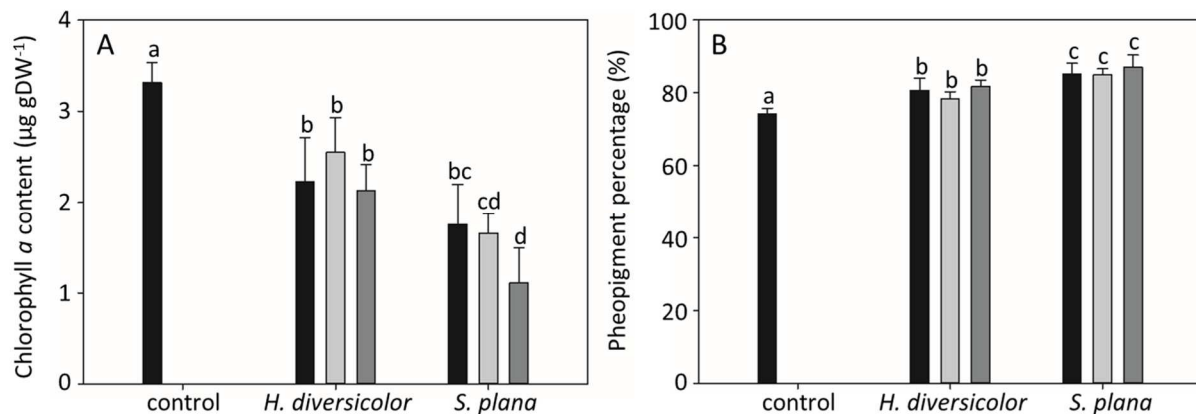 A
Chlorophyll a content (µg gDW⁻¹)
4
3
2
1
0
a
b
b
b
bc
cd
d
control
H. diversicolor
S. plana
B
Pheopigment percentage (%)
100
80
60
40
20
0
a
b
b
b
c
c
c
control
H. diversicolor
S. plana